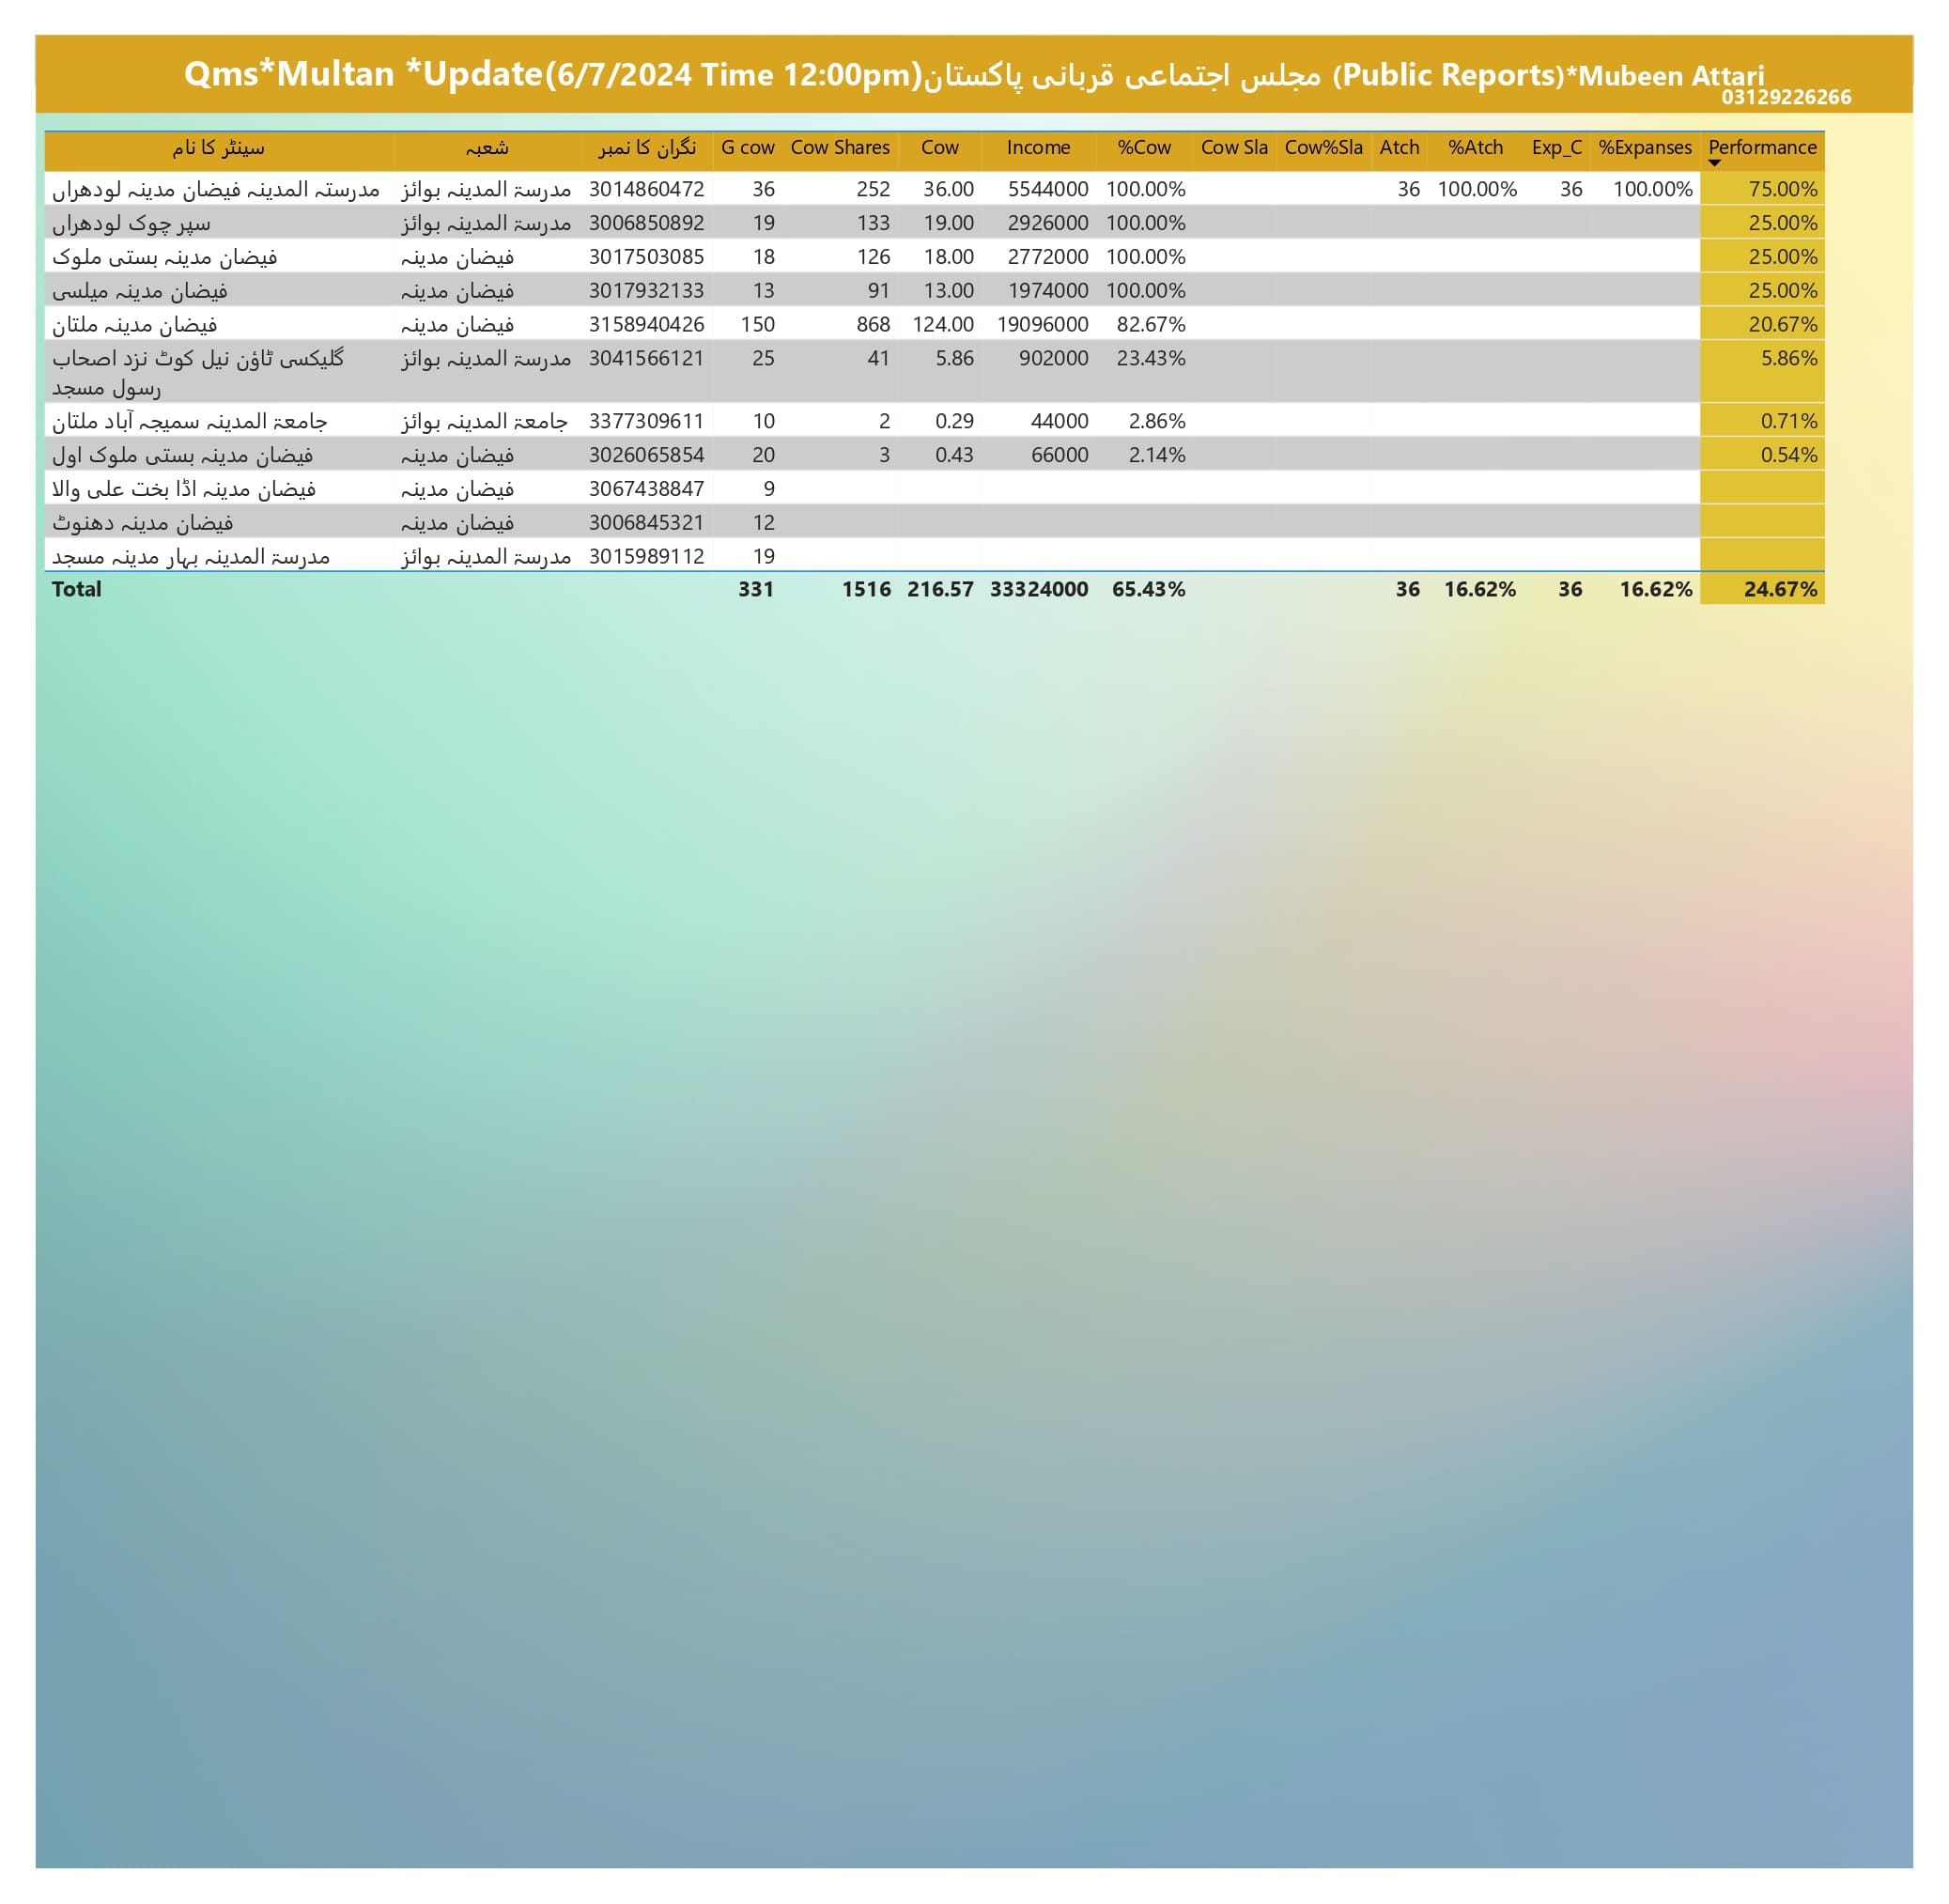 Qms*Multan *Update(6/7/2024 Time 12:00pm)مجلس اجتماعی قربانی پاکستان (Public Reports)*Mubeen Attari
03129226266
سینٹر کا نام شعبہ نگران کا نمبر G cow Cow Shares Cow Income %Cow Cow Sla Cow%Sla Atch %Atch Exp_C %Expanses Performance
مدرستہ المدینہ فیضان مدینہ لودھراں مدرسۃ المدینہ بوائز 3014860472 36 252 36.00 5544000 100.00% 36 100.00% 36 100.00% 75.00%
سپر چوک لودھراں مدرسۃ المدینہ بوائز 3006850892 19 133 19.00 2926000 100.00% 25.00%
فیضان مدینہ بستی ملوک فیضان مدینہ 3017503085 18 126 18.00 2772000 100.00% 25.00%
فیضان مدینہ میلسی فیضان مدینہ 3017932133 13 91 13.00 1974000 100.00% 25.00%
فیضان مدینہ ملتان فیضان مدینہ 3158940426 150 868 124.00 19096000 82.67% 20.67%
گلیکسی ٹاؤن نیل کوٹ نزد اصحاب مدرسۃ المدینہ بوائز 3041566121 25 41 5.86 902000 23.43% 5.86%
رسول مسجد
جامعۃ المدینہ سمیجہ آباد ملتان جامعۃ المدینہ بوائز 3377309611 10 2 0.29 44000 2.86% 0.71%
فیضان مدینہ بستی ملوک اول فیضان مدینہ 3026065854 20 3 0.43 66000 2.14% 0.54%
فیضان مدینہ اڈا بخت علی والا فیضان مدینہ 3067438847 9
فیضان مدینہ دھنوٹ فیضان مدینہ 3006845321 12
مدرسۃ المدینہ بہار مدینہ مسجد مدرسۃ المدینہ بوائز 3015989112 19
Total 331 1516 216.57 33324000 65.43% 36 16.62% 36 16.62% 24.67%